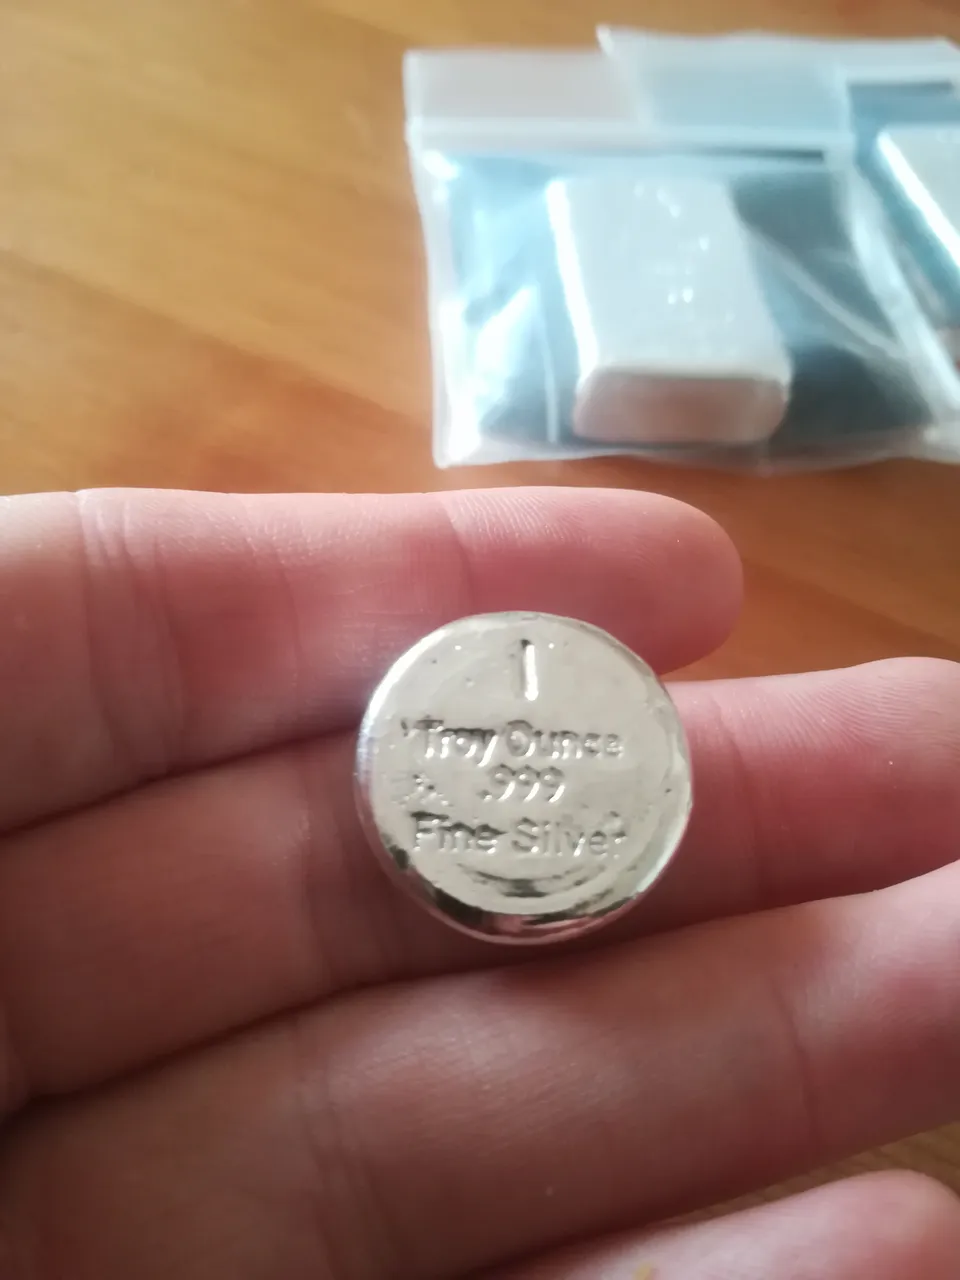 1
Troy Ounce
.999
Fine Silver